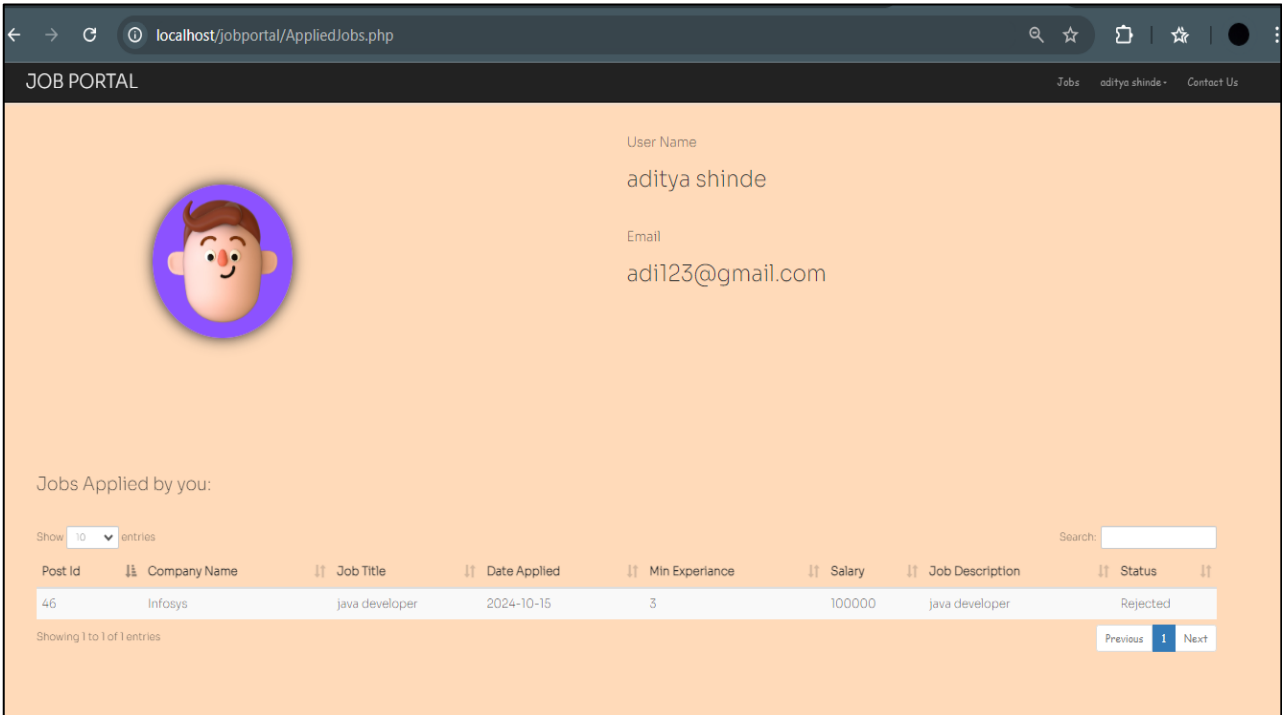 localhost/jobportal/AppliedJobs.php
JOB PORTAL Jobs aditya shinde Contact Us
User Name
aditya shinde
Email
adi123@gmail.com
Jobs Applied by you:
Show 10 entries Search:
Post Id Company Name Job Title Date Applied Min Experiance Salary Job Description Status
46 Infosys java developer 2024-10-15 3 100000 java developer Rejected
Showing 1 to 1 of 1 entries Previous 1 Next